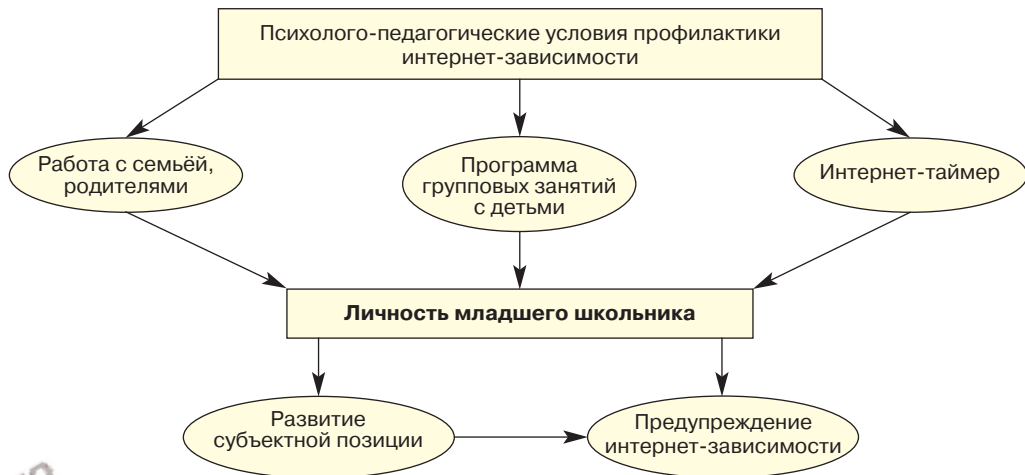 Психолого-педагогические условия профилактики
интернет-зависимости
Работа с семьёй,
родителями
Программа
групповых занятий
с детьми
Интернет-таймер
Личность младшего школьника
Развитие
субъектной позиции
Предупреждение
интернет-зависимости